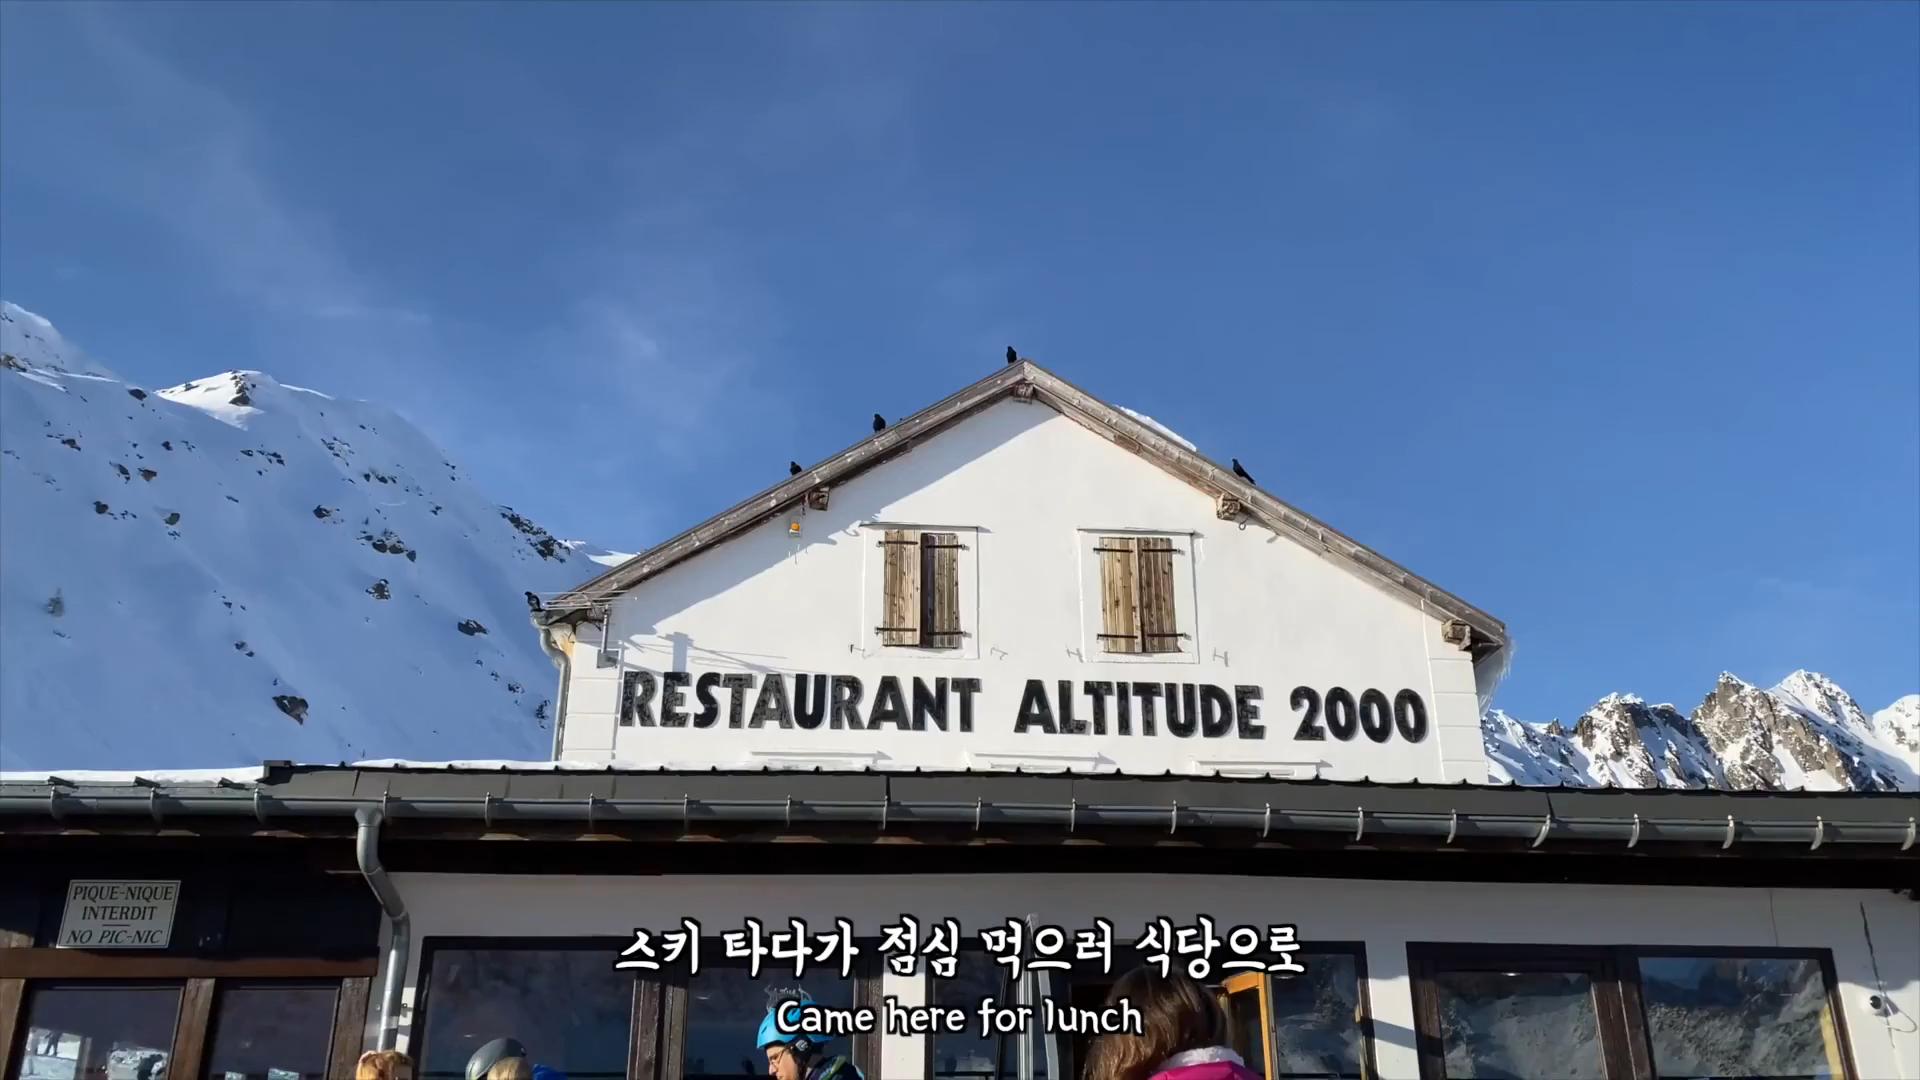 RESTAURANT ALTITUDE 2000
PIQUE-NIQUE
INTERDIT
NO PIC-NIC
스키 타다가 점심 먹으러 식당으로
Came here for lunch